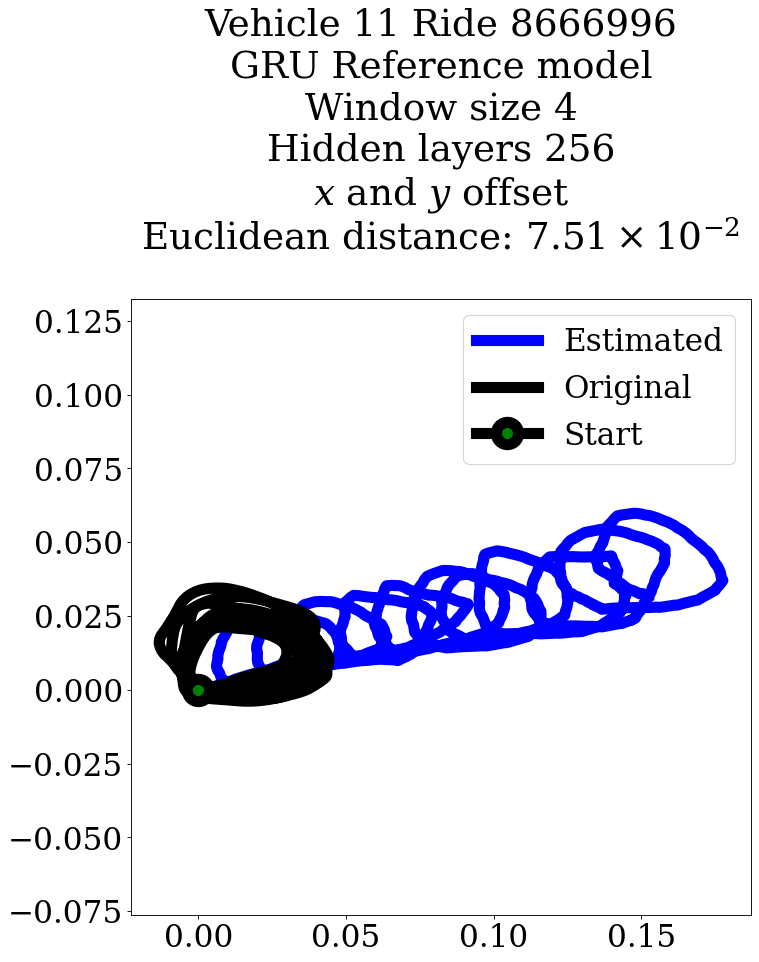 Vehicle 11 Ride 8666996
GRU Reference model
Window size 4
Hidden layers 256
x and y offset
Euclidean distance: 7.51 × 10⁻²
Estimated
Original
Start
0.125
0.100
0.075
0.050
0.025
0.000
−0.025
−0.050
−0.075
0.00 0.05 0.10 0.15